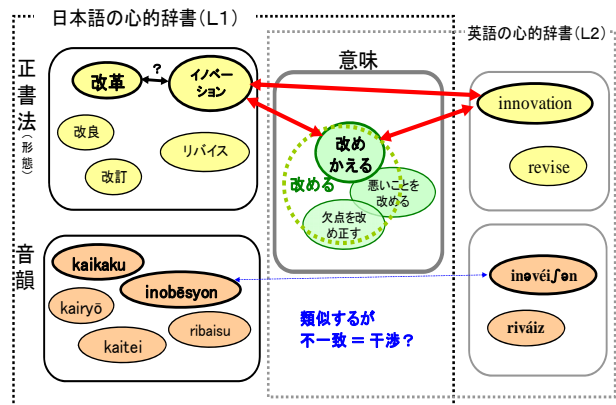 日本語の心的辞書(L1)
英語の心的辞書(L2)
正書法(形態)
改革
?
イノベー
ション
改良
改訂
リバイス
意味
改め
かえる
改める
悪いことを
改める
欠点を改
め正す
innovation
revise
音韻
kaikaku
inobēsyon
kairyō
kaitei
ribaisu
類似するが
不一致 = 干渉?
inəvéiʃən
riváiz